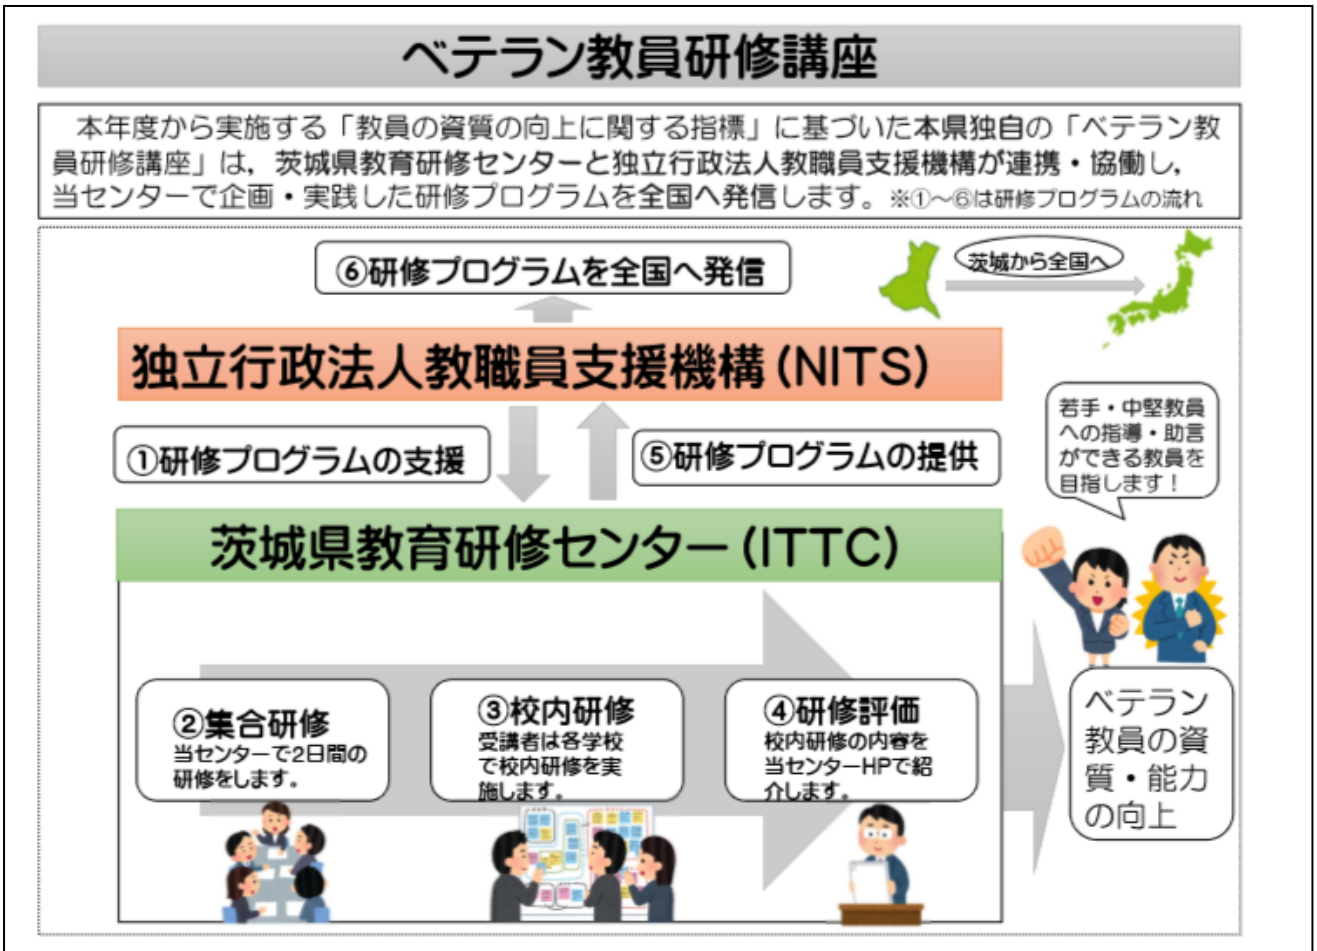 ベテラン教員研修講座
本年度から実施する「教員の資質の向上に関する指標」に基づいた本県独自の「ベテラン教
員研修講座」は，茨城県教育研修センターと独立行政法人教職員支援機構が連携・協働し，
当センターで企画・実践した研修プログラムを全国へ発信します。※①～⑥は研修プログラムの流れ
⑥研修プログラムを全国へ発信
茨城から全国へ
独立行政法人教職員支援機構(NITS)
①研修プログラムの支援
⑤研修プログラムの提供
若手・中堅教員
への指導・助言
ができる教員を
目指します！
茨城県教育研修センター(ITTC)
②集合研修
当センターで2日間の
研修をします。
③校内研修
受講者は各学校
で校内研修を実
施します。
④研修評価
校内研修の内容を
当センターHPで紹
介します。
ベテラン
教員の資
質・能力
の向上